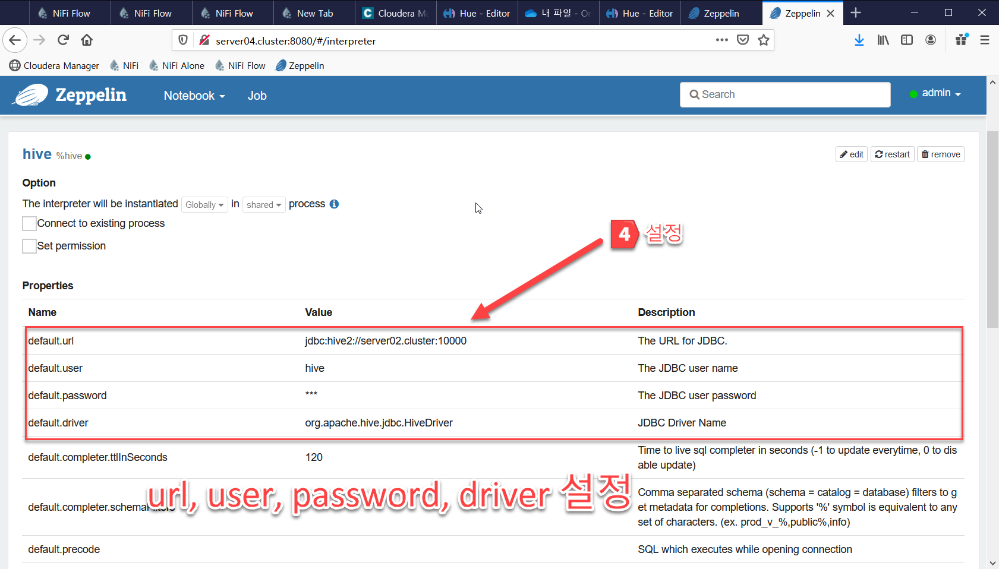 NiFi Flow
NiFi Flow
NiFi Flow
New Tab
Cloudera Ma
Hue - Editor
내 파일 - On
Hue - Editor
Zeppelin
Zeppelin
server04.cluster:8080/#/interpreter
Cloudera Manager
NiFi
NiFi Alone
NiFi Flow
Zeppelin
Zeppelin
Notebook
Job
Search
admin
hive %hive
edit
restart
remove
Option
The interpreter will be instantiated Globally in shared process
Connect to existing process
4 설정
Set permission
Properties
Name Value Description
default.url jdbc:hive2://server02.cluster:10000 The URL for JDBC.
default.user hive The JDBC user name
default.password *** The JDBC user password
default.driver org.apache.hive.jdbc.HiveDriver JDBC Driver Name
default.completer.ttlInSeconds 120 Time to live sql completer in seconds (-1 to update everytime, 0 to dis
able update)
url, user, password, driver 설정
default.completer.schemaFilters Comma separated schema (schema = catalog = database) filters to g
et metadata for completions. Supports '%' symbol is equivalent to any
set of characters. (ex. prod_v_%,public%,info)
default.precode SQL which executes while opening connection